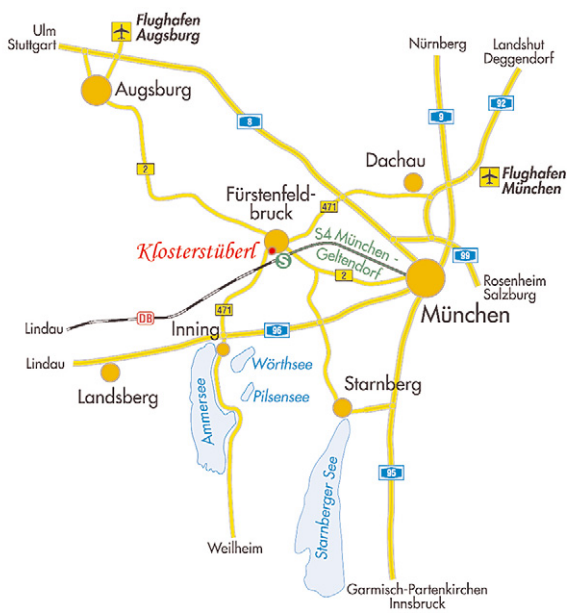 Flughafen
Augsburg
Ulm
Stuttgart
Nürnberg
Landshut
Deggendorf
Augsburg
92
9
8
Dachau
2
Flughafen
München
Fürstenfeld-
bruck
471
S4 München -
Geltendorf
Klosterstüberl
S
99
2
Rosenheim
Salzburg
München
DB
471
Lindau
Inning
96
Lindau
Wörthsee
Landsberg
Starnberg
Pilsensee
Ammersee
95
Starnberger See
Weilheim
Garmisch-Partenkirchen
Innsbruck